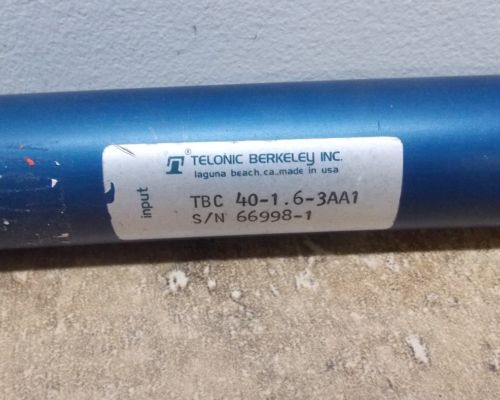 ® TELONIC BERKELEY INC.
laguna beach, ca..made in usa
input
TBC 40-1.6-3AA1
S/N 66998-1